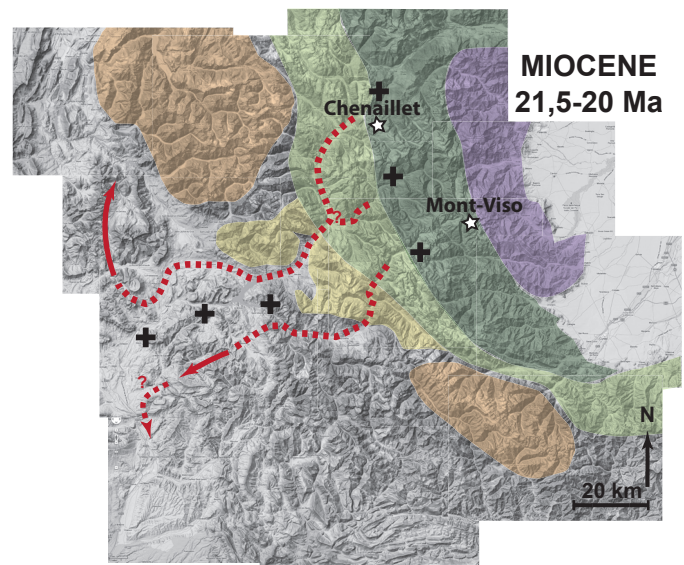 MIOCENE
21,5-20 Ma
Chenaillet
Mont-Viso
?
?
N
20 km